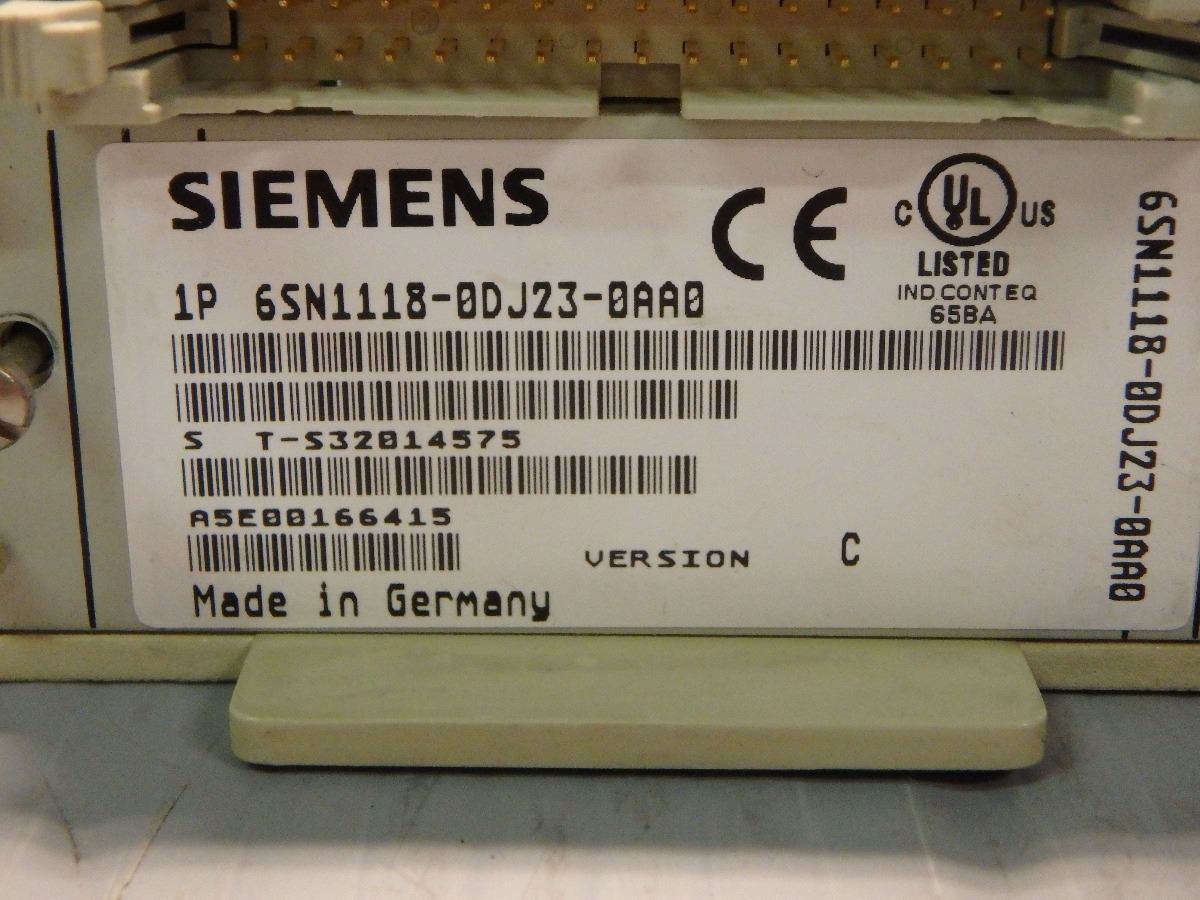 SIEMENS
CE
C UL US
LISTED
IND.CONT.EQ
65BA
1P 6SN1118-0DJ23-0AA0
S T-S32014575
A5E00166415
VERSION C
Made in Germany
6SN1118-0DJ23-0AA0